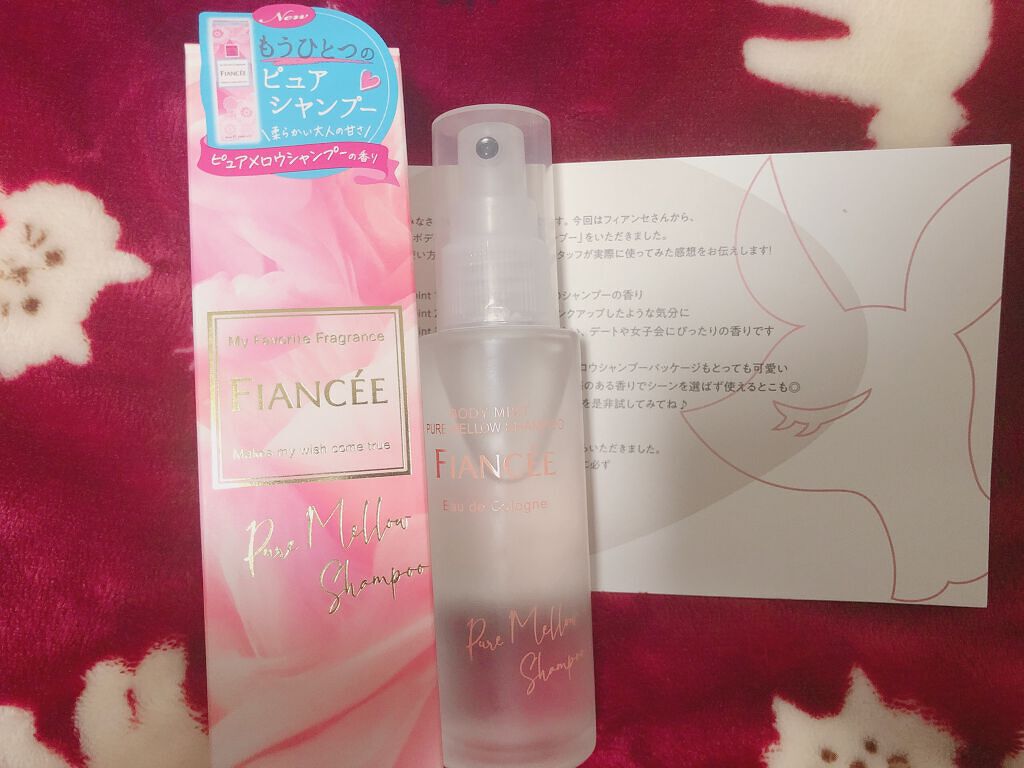 New
もうひとつの
ピュア
シャンプー
\柔らかい大人の甘さ/
ピュアメロウシャンプーの香り
FIANCÉE
My Favorite Fragrance
FIANCÉE
Makes my wish come true
Pure Mellow
Shampoo
BODY MIST
PURE MELLOW SHAMPOO
FIANCÉE
Eau de Cologne
Pure Mellow
Shampoo
す。今回はフィアンセさんから、
プー」をいただきました。
タッフが実際に使ってみた感想をお伝えします!
のシャンプーの香り
ンクアップしたような気分に
、デートや女子会にぴったりの香りです
ロウシャンプーパッケージもとっても可愛い
のある香りでシーンを選ばず使えるとこも◎
を是非試してみてね♪
いただきました。
に必ず